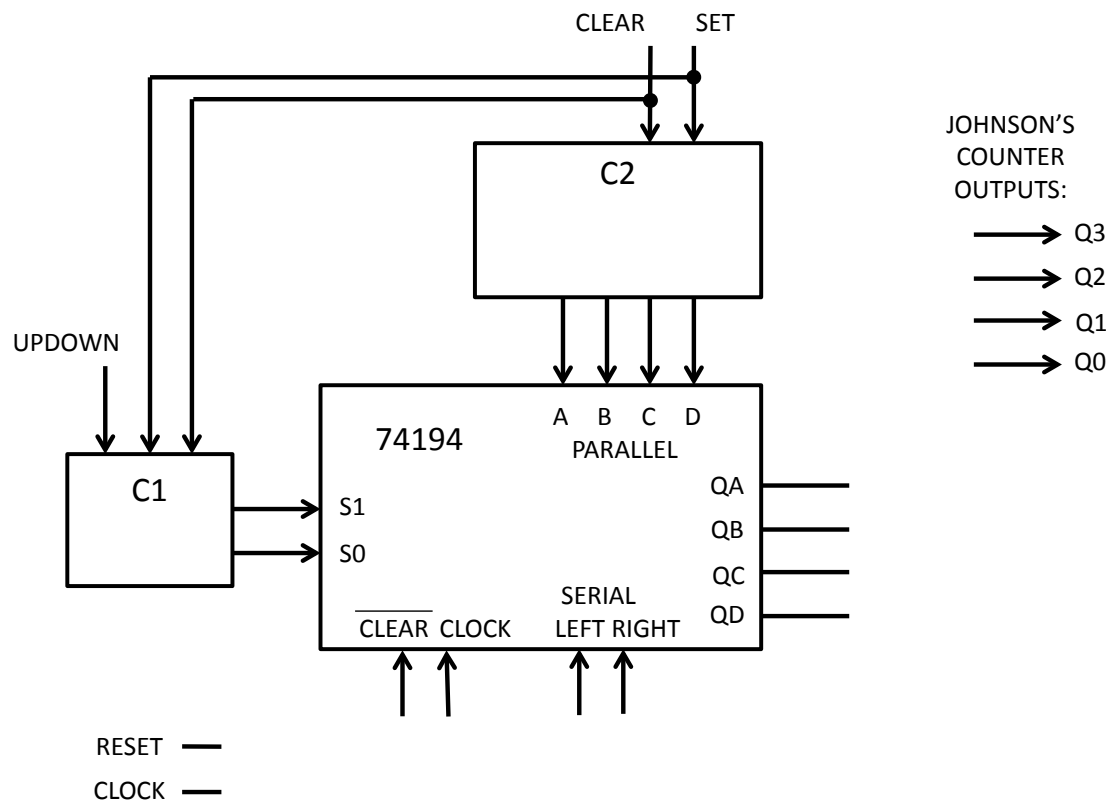 CLEAR SET
C2
JOHNSON'S
COUNTER
OUTPUTS:
Q3
Q2
Q1
Q0
UPDOWN
C1
74194
A B C D
PARALLEL
S1
S0
QA
QB
QC
QD
SERIAL
CLEAR CLOCK LEFT RIGHT
RESET
CLOCK